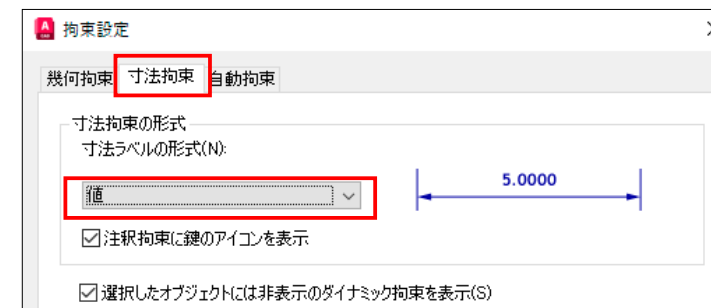 拘束設定
幾何拘束 寸法拘束 自動拘束
寸法拘束の形式
寸法ラベルの形式(N):
値
5.0000
注釈拘束に鍵のアイコンを表示
選択したオブジェクトには非表示のダイナミック拘束を表示(S)